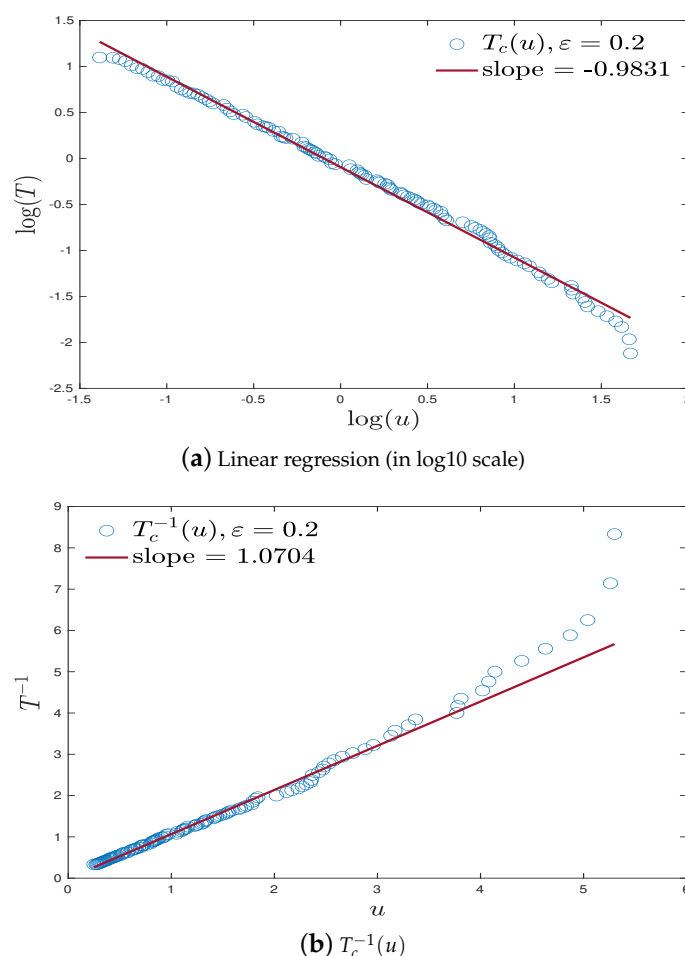 1.5
1
0.5
0
-0.5
-1
-1.5
-2
-2.5
log(T)
T_c(u), ε = 0.2
slope = -0.9831
-1.5 -1 -0.5 0 0.5 1 1.5
log(u)
(a) Linear regression (in log10 scale)
9
8
7
6
5
4
3
2
1
0
T^{-1}
T_c^{-1}(u), ε = 0.2
slope = 1.0704
0 1 2 3 4 5
u
(b) T_c^{-1}(u)